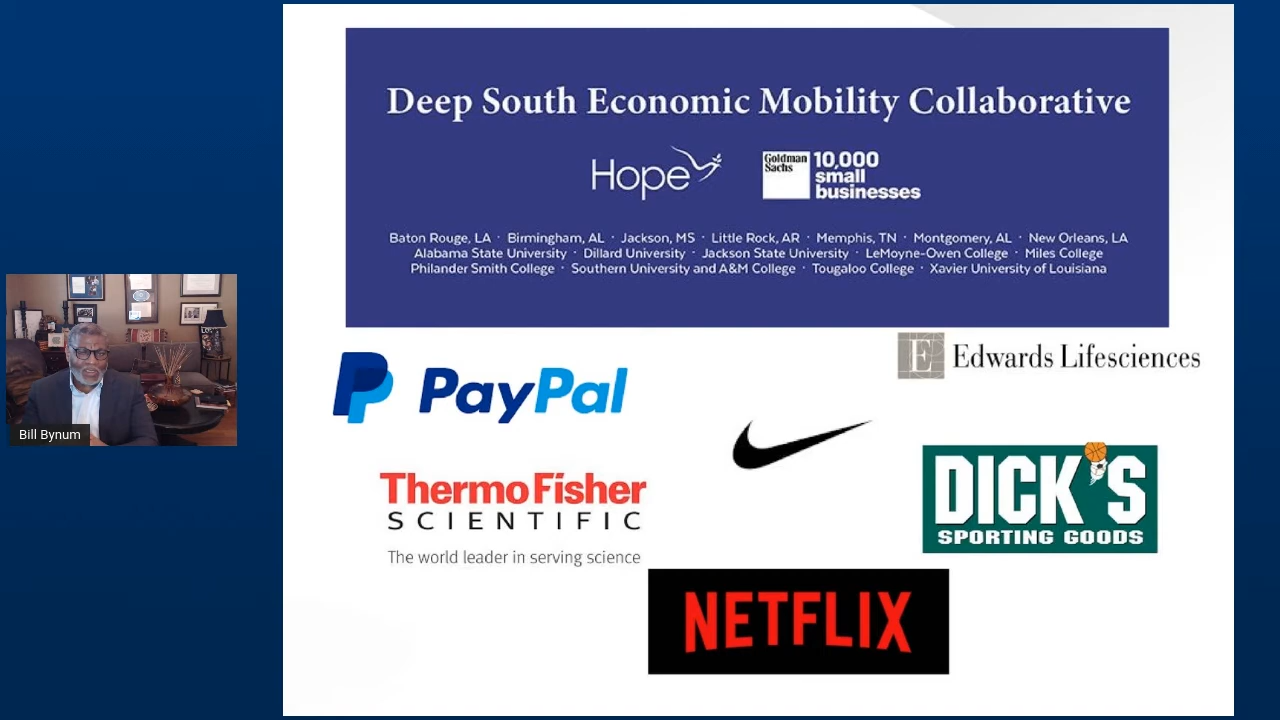 Deep South Economic Mobility Collaborative
Hope
Goldman
Sachs
10,000
small
businesses
Baton Rouge, LA · Birmingham, AL · Jackson, MS · Little Rock, AR · Memphis, TN · Montgomery, AL · New Orleans, LA
Alabama State University · Dillard University · Jackson State University · LeMoyne-Owen College · Miles College
Philander Smith College · Southern University and A&M College · Tougaloo College · Xavier University of Louisiana
E Edwards Lifesciences
PayPal
ThermoFisher
SCIENTIFIC
The world leader in serving science
DICK'S
SPORTING GOODS
NETFLIX
Bill Bynum